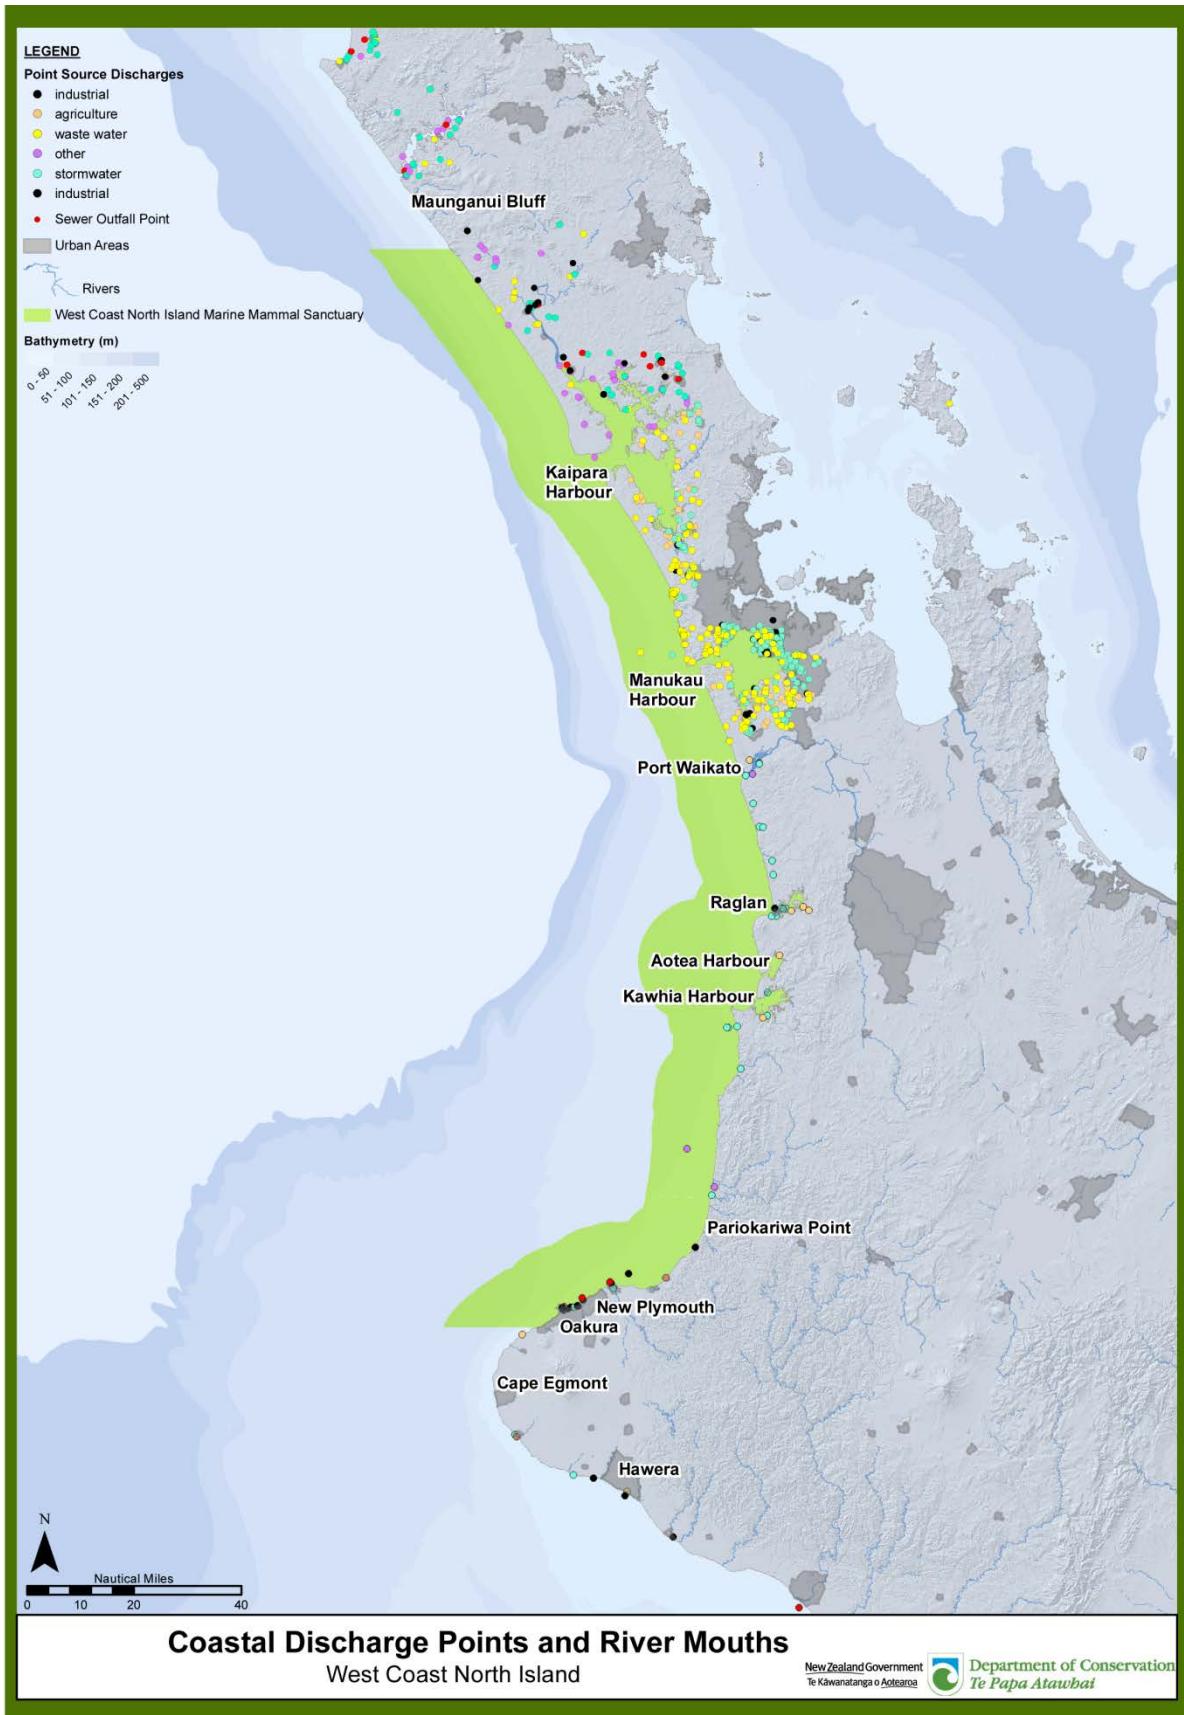 LEGEND
Point Source Discharges
industrial
agriculture
waste water
other
stormwater
industrial
Sewer Outfall Point
Urban Areas
Rivers
West Coast North Island Marine Mammal Sanctuary
Bathymetry (m)
0 - 50
51 - 100
101 - 150
151 - 200
201 - 500
Maunganui Bluff
Kaipara
Harbour
Manukau
Harbour
Port Waikato
Raglan
Aotea Harbour
Kawhia Harbour
Pariokariwa Point
New Plymouth
Oakura
Cape Egmont
Hawera
N
Nautical Miles
0 10 20 40
Coastal Discharge Points and River Mouths
West Coast North Island
New Zealand Government
Te Kāwanatanga o Aotearoa
Department of Conservation
Te Papa Atawhai